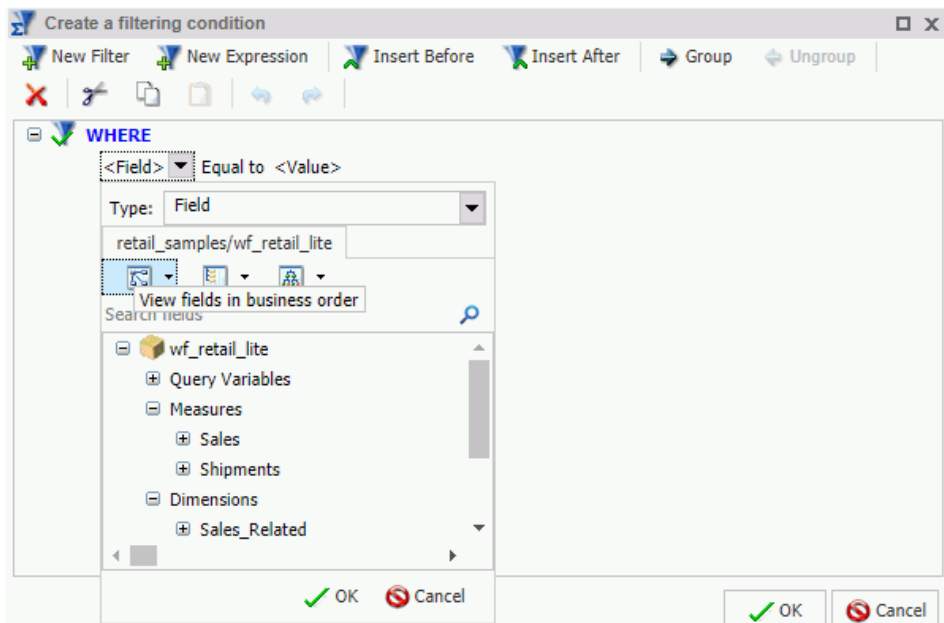 Create a filtering condition
New Filter New Expression Insert Before Insert After Group Ungroup
WHERE
<Field> Equal to <Value>
Type: Field
retail_samples/wf_retail_lite
View fields in business order
Search fields
wf_retail_lite
Query Variables
Measures
Sales
Shipments
Dimensions
Sales_Related
OK Cancel
OK Cancel